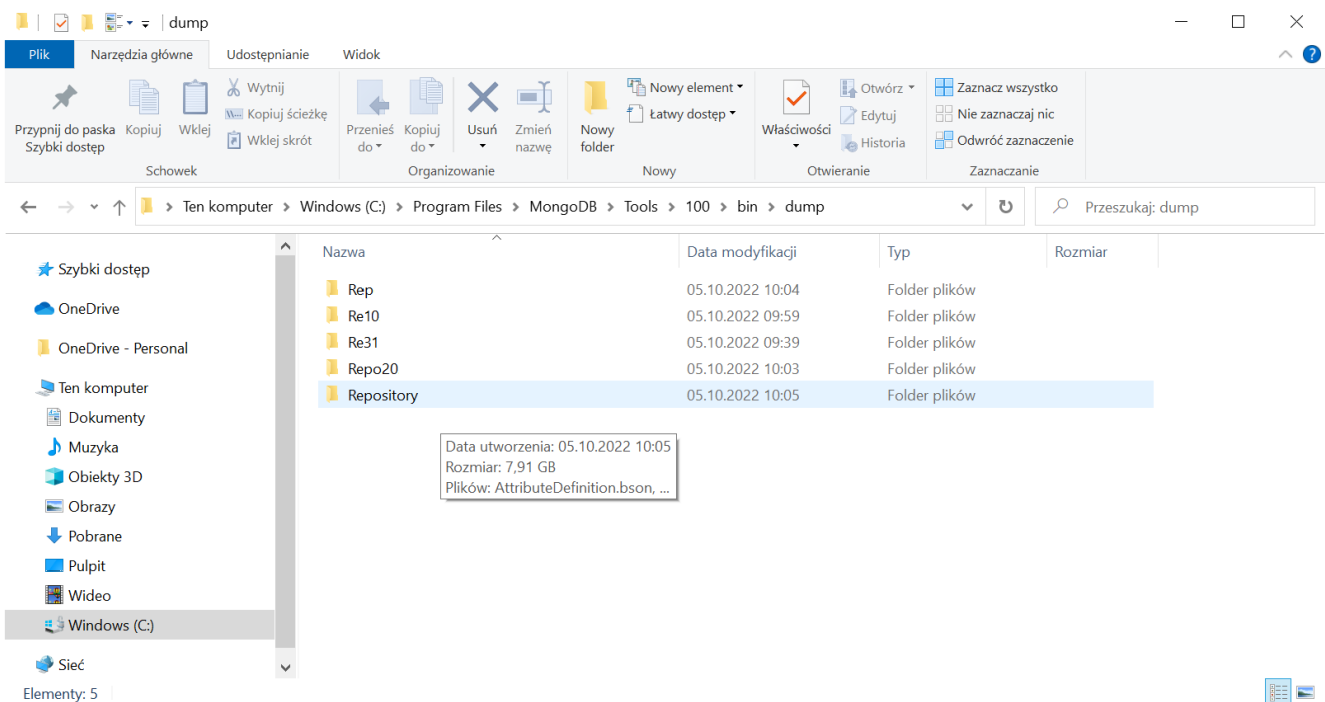 dump
Plik Narzędzia główne Udostępnianie Widok
Przypnij do paska Szybki dostęp
Kopiuj
Wklej
Wytnij
Kopiuj ścieżkę
Wklej skrót
Schowek
Przenieś do
Kopiuj do
Usuń
Zmień nazwę
Organizowanie
Nowy folder
Nowy element
Łatwy dostęp
Nowy
Właściwości
Otwórz
Edytuj
Historia
Otwieranie
Zaznacz wszystko
Nie zaznaczaj nic
Odwróć zaznaczenie
Zaznaczanie
Ten komputer Windows (C:) Program Files MongoDB Tools 100 bin dump
Przeszukaj: dump
Szybki dostęp
OneDrive
OneDrive - Personal
Ten komputer
Dokumenty
Muzyka
Obiekty 3D
Obrazy
Pobrane
Pulpit
Wideo
Windows (C:)
Sieć
Nazwa Data modyfikacji Typ Rozmiar
Rep 05.10.2022 10:04 Folder plików
Re10 05.10.2022 09:59 Folder plików
Re31 05.10.2022 09:39 Folder plików
Repo20 05.10.2022 10:03 Folder plików
Repository 05.10.2022 10:05 Folder plików
Data utworzenia: 05.10.2022 10:05
Rozmiar: 7,91 GB
Plików: AttributeDefinition.bson, ...
Elementy: 5